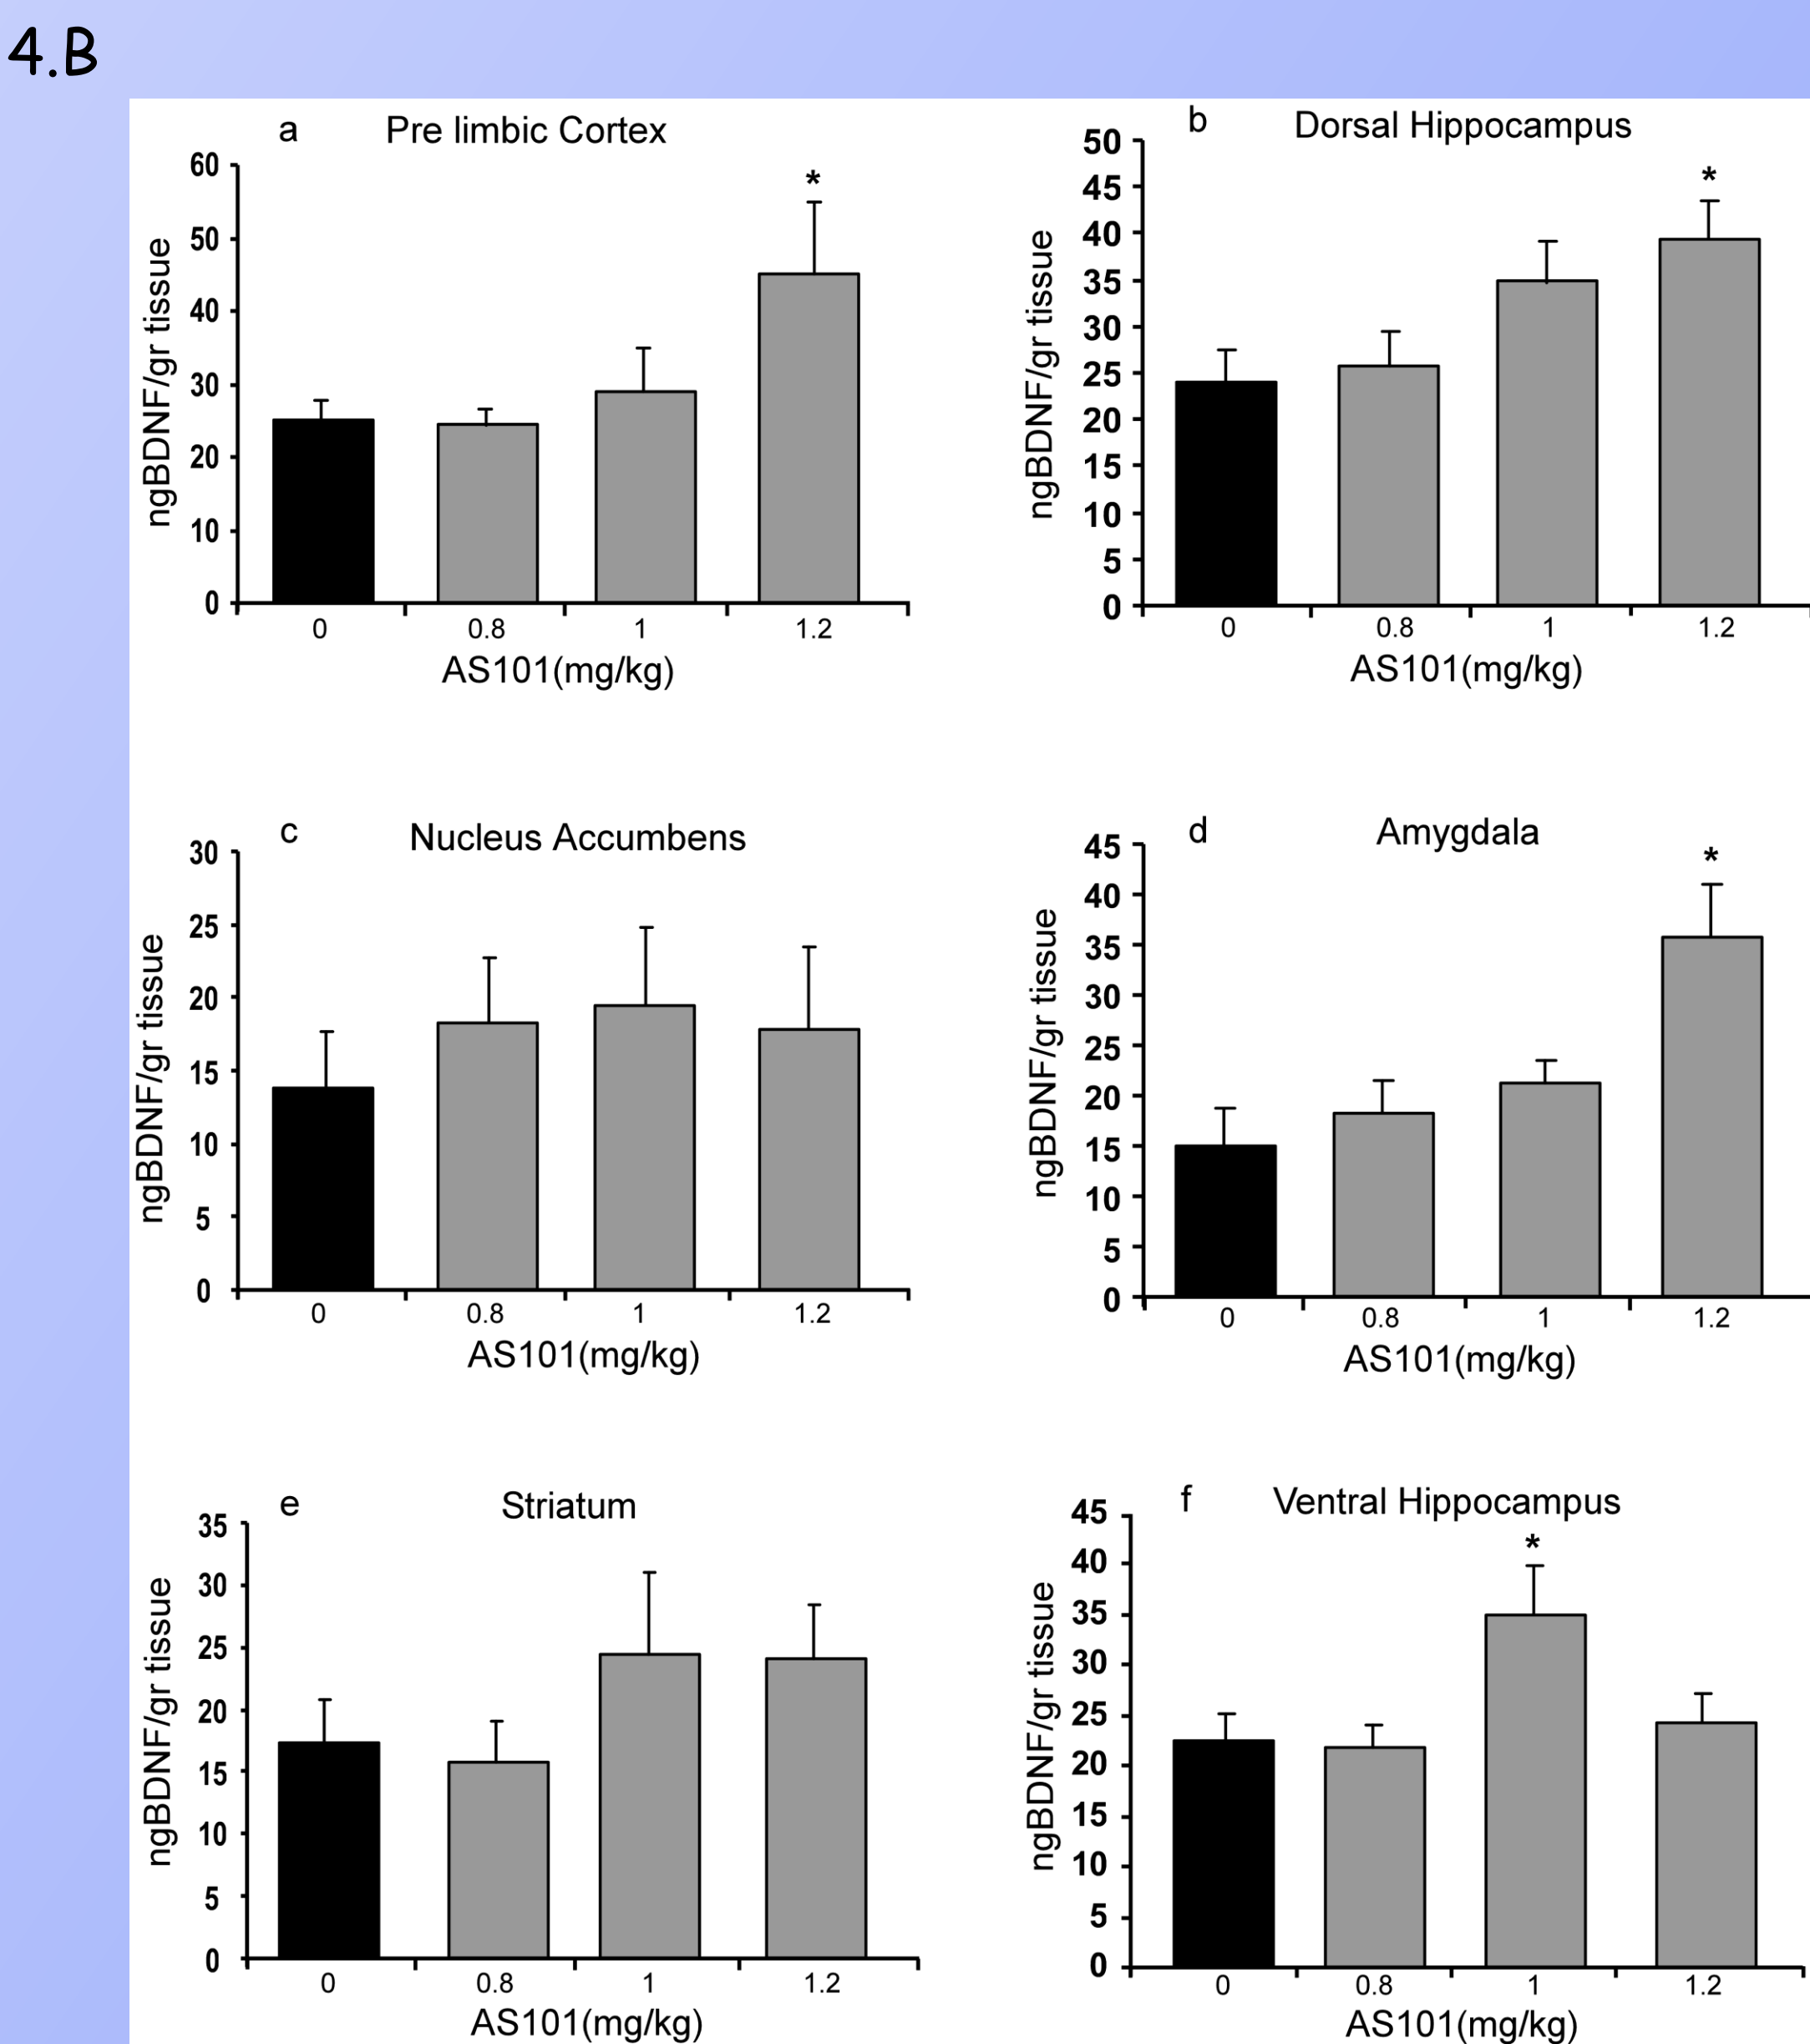 4.B
a Pre limbic Cortex
60
50
40
30
20
10
0
ngBDNF/gr tissue
*
0 0.8 1 1.2
AS101(mg/kg)
b Dorsal Hippocampus
50
45
40
35
30
25
20
15
10
5
0
ngBDNF/gr tissue
*
0 0.8 1 1.2
AS101(mg/kg)
c Nucleus Accumbens
30
25
20
15
10
5
0
ngBDNF/gr tissue
0 0.8 1 1.2
AS101(mg/kg)
d Amygdala
45
40
35
30
25
20
15
10
5
0
ngBDNF/gr tissue
*
0 0.8 1 1.2
AS101(mg/kg)
e Striatum
35
30
25
20
15
10
5
0
ngBDNF/gr tissue
0 0.8 1 1.2
AS101(mg/kg)
f Ventral Hippocampus
45
40
35
30
25
20
15
10
5
0
ngBDNF/gr tissue
*
0 0.8 1 1.2
AS101(mg/kg)